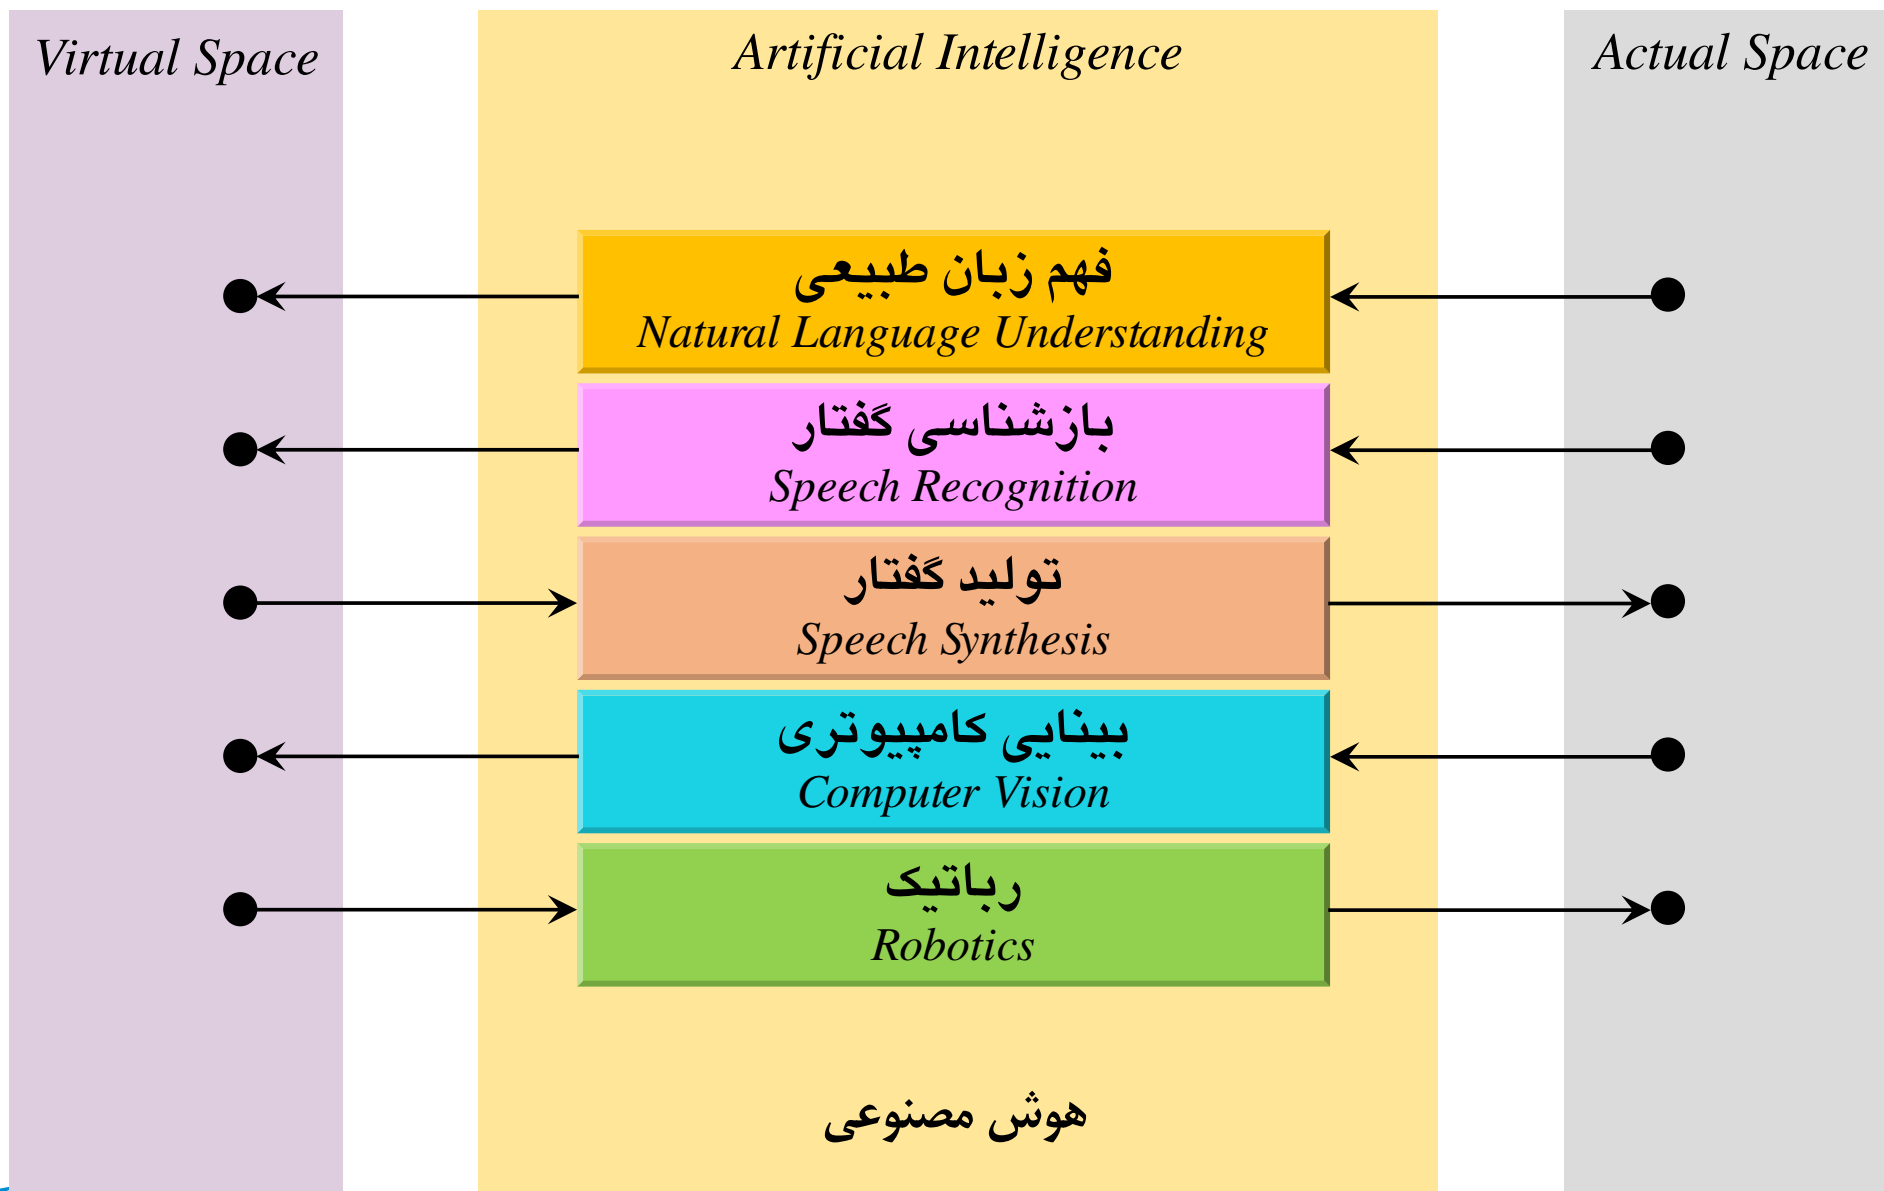 Virtual Space
Artificial Intelligence
Actual Space
فهم زبان طبیعی
Natural Language Understanding
بازشناسی گفتار
Speech Recognition
تولید گفتار
Speech Synthesis
بینایی کامپیوتری
Computer Vision
رباتیک
Robotics
هوش مصنوعی